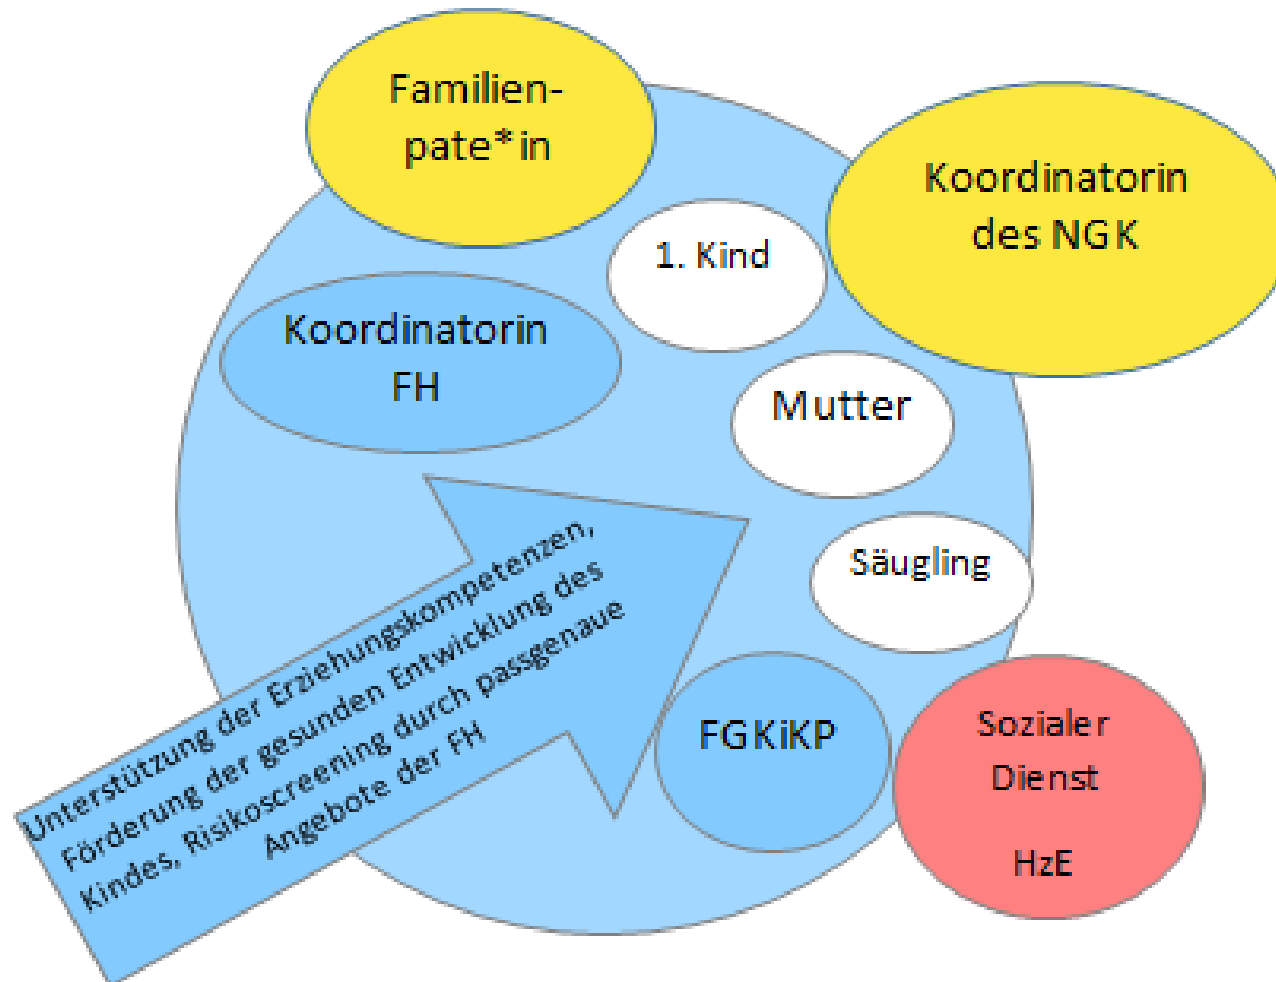 Familien-
pate*in
Koordinatorin
des NGK
1. Kind
Koordinatorin
FH
Mutter
Säugling
Unterstützung der Erziehungskompetenzen,
Förderung der gesunden Entwicklung des
Kindes, Risikoscreening durch passgenaue
Angebote der FH
FGKiKP
Sozialer
Dienst
HzE